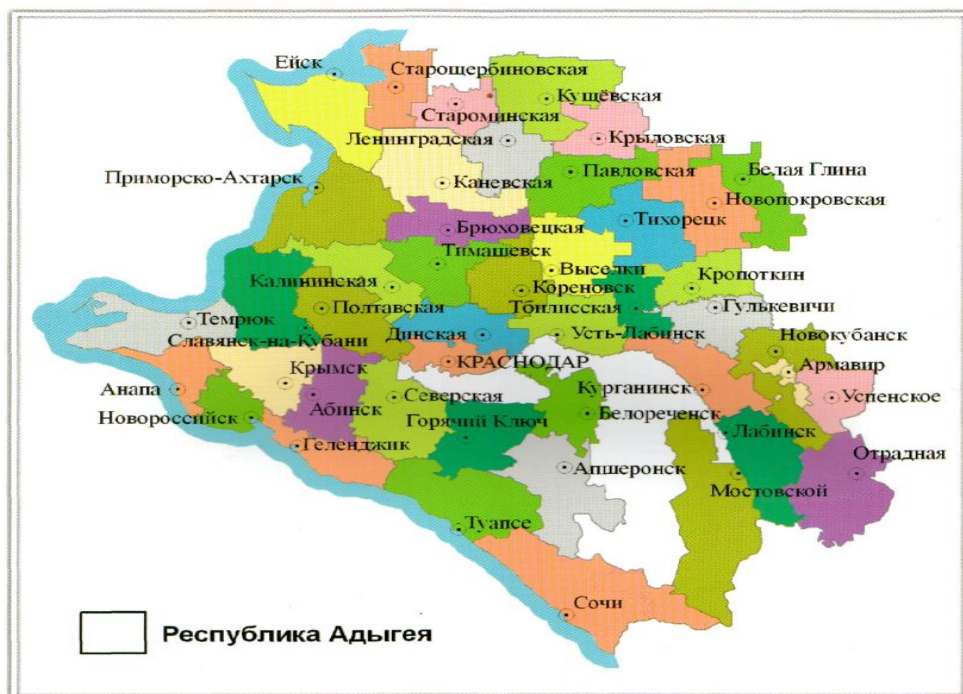 Ейск
Старощербиновская
Кущёвская
Староминская
Ленинградская
Крыловская
Павловская
Белая Глина
Приморско-Ахтарск
Каневская
Новопокровская
Тихорецк
Брюховецкая
Тимашевск
Выселки
Калининская
Кропоткин
Кореновск
Полтавская
Тбилисская
Гулькевичи
Темрюк
Славянск-на-Кубани
Динская
Усть-Лабинск
Новокубанск
КРАСНОДАР
Армавир
Крымск
Анапа
Курганинск
Северская
Абинск
Успенское
Новороссийск
Горячий Ключ
Белореченск
Лабинск
Геленджик
Отрадная
Апшеронск
Мостовской
Туапсе
Сочи
Республика Адыгея